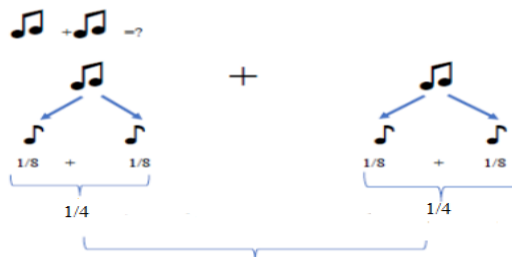 + =?
+
1/8 + 1/8 1/8 + 1/8
1/4 1/4